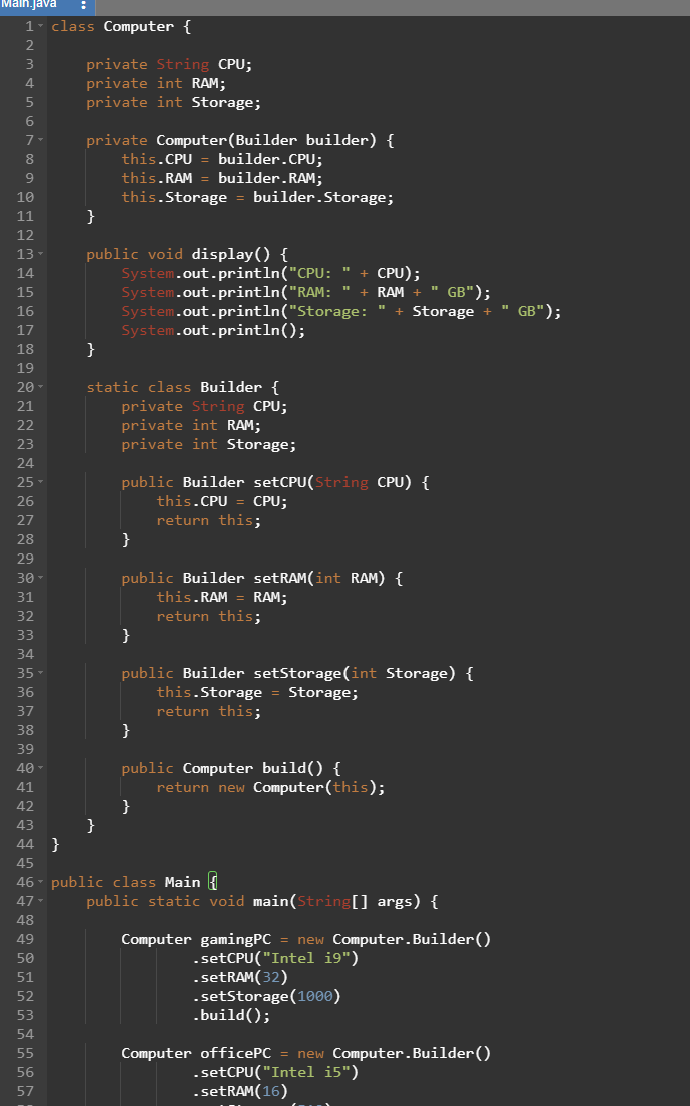 Main.java
1 class Computer {
2
3 private String CPU;
4 private int RAM;
5 private int Storage;
6
7 private Computer(Builder builder) {
8 this.CPU = builder.CPU;
9 this.RAM = builder.RAM;
10 this.Storage = builder.Storage;
11 }
12
13 public void display() {
14 System.out.println("CPU: " + CPU);
15 System.out.println("RAM: " + RAM + " GB");
16 System.out.println("Storage: " + Storage + " GB");
17 System.out.println();
18 }
19
20 static class Builder {
21 private String CPU;
22 private int RAM;
23 private int Storage;
24
25 public Builder setCPU(String CPU) {
26 this.CPU = CPU;
27 return this;
28 }
29
30 public Builder setRAM(int RAM) {
31 this.RAM = RAM;
32 return this;
33 }
34
35 public Builder setStorage(int Storage) {
36 this.Storage = Storage;
37 return this;
38 }
39
40 public Computer build() {
41 return new Computer(this);
42 }
43 }
44 }
45
46 public class Main {
47 public static void main(String[] args) {
48
49 Computer gamingPC = new Computer.Builder()
50 .setCPU("Intel i9")
51 .setRAM(32)
52 .setStorage(1000)
53 .build();
54
55 Computer officePC = new Computer.Builder()
56 .setCPU("Intel i5")
57 .setRAM(16)